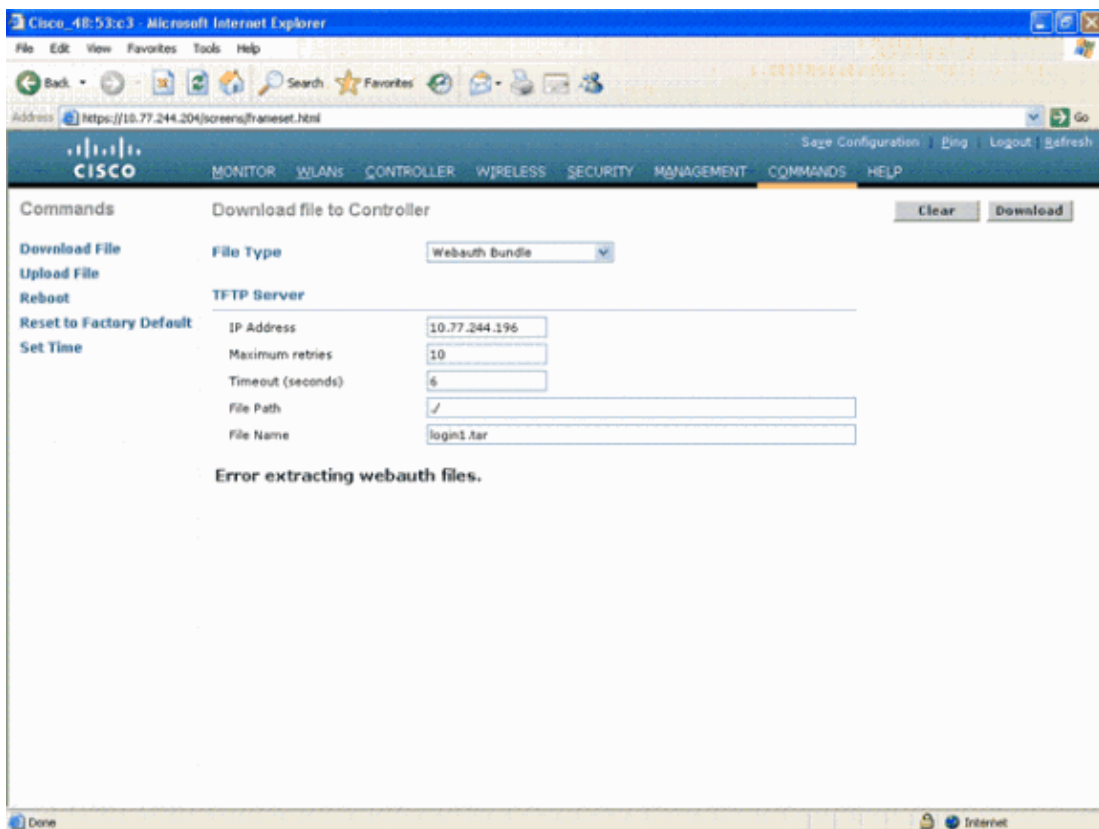 Cisco_48:53:c3 - Microsoft Internet Explorer
File Edit View Favorites Tools Help
Back Search Favorites
Address https://10.77.244.204/screens/frameset.html Go
Save Configuration | Ping | Logout | Refresh
CISCO MONITOR WLANs CONTROLLER WIRELESS SECURITY MANAGEMENT COMMANDS HELP
Commands
Download File
Upload File
Reboot
Reset to Factory Default
Set Time
Download file to Controller Clear Download
File Type Webauth Bundle
TFTP Server
IP Address 10.77.244.196
Maximum retries 10
Timeout (seconds) 6
File Path ./
File Name login1.tar
Error extracting webauth files.
Done Internet